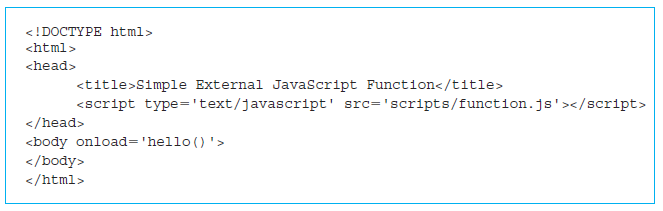 <!DOCTYPE html>
<html>
<head>
<title>Simple External JavaScript Function</title>
<script type='text/javascript' src='scripts/function.js'></script>
</head>
<body onload='hello()'>
</body>
</html>